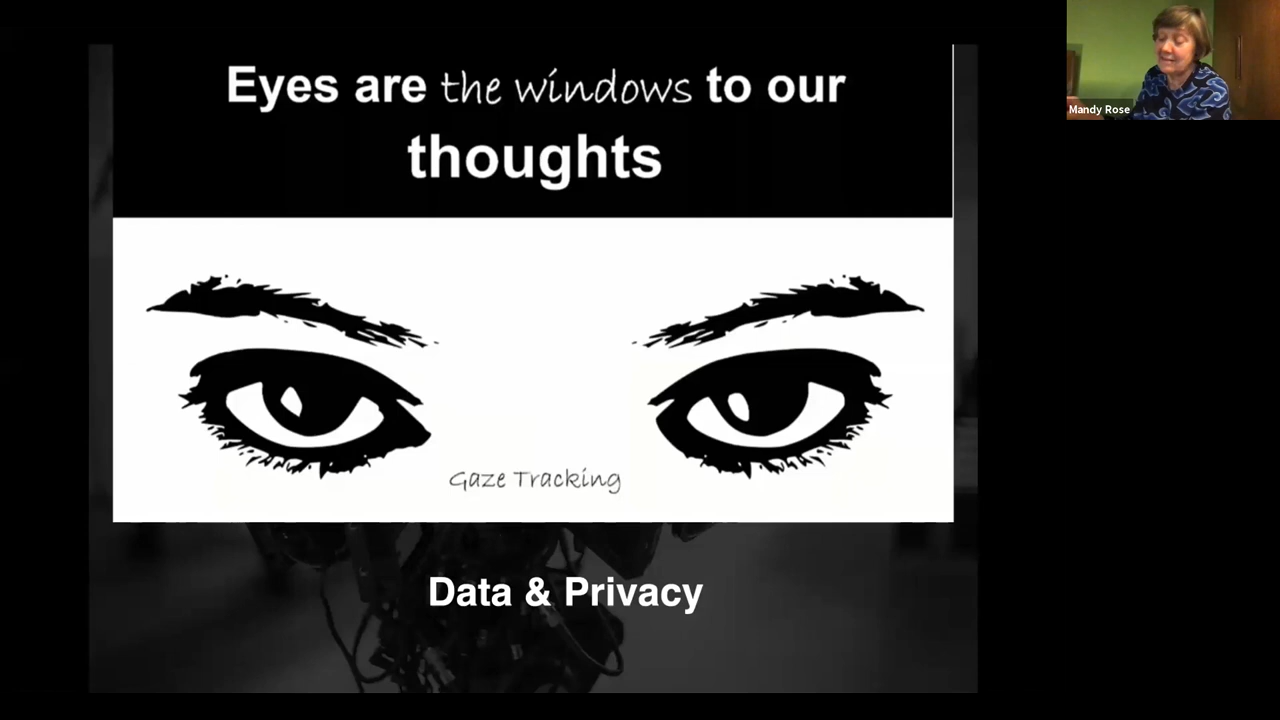 Eyes are the windows to our
thoughts
Gaze Tracking
Data & Privacy
Mandy Rose